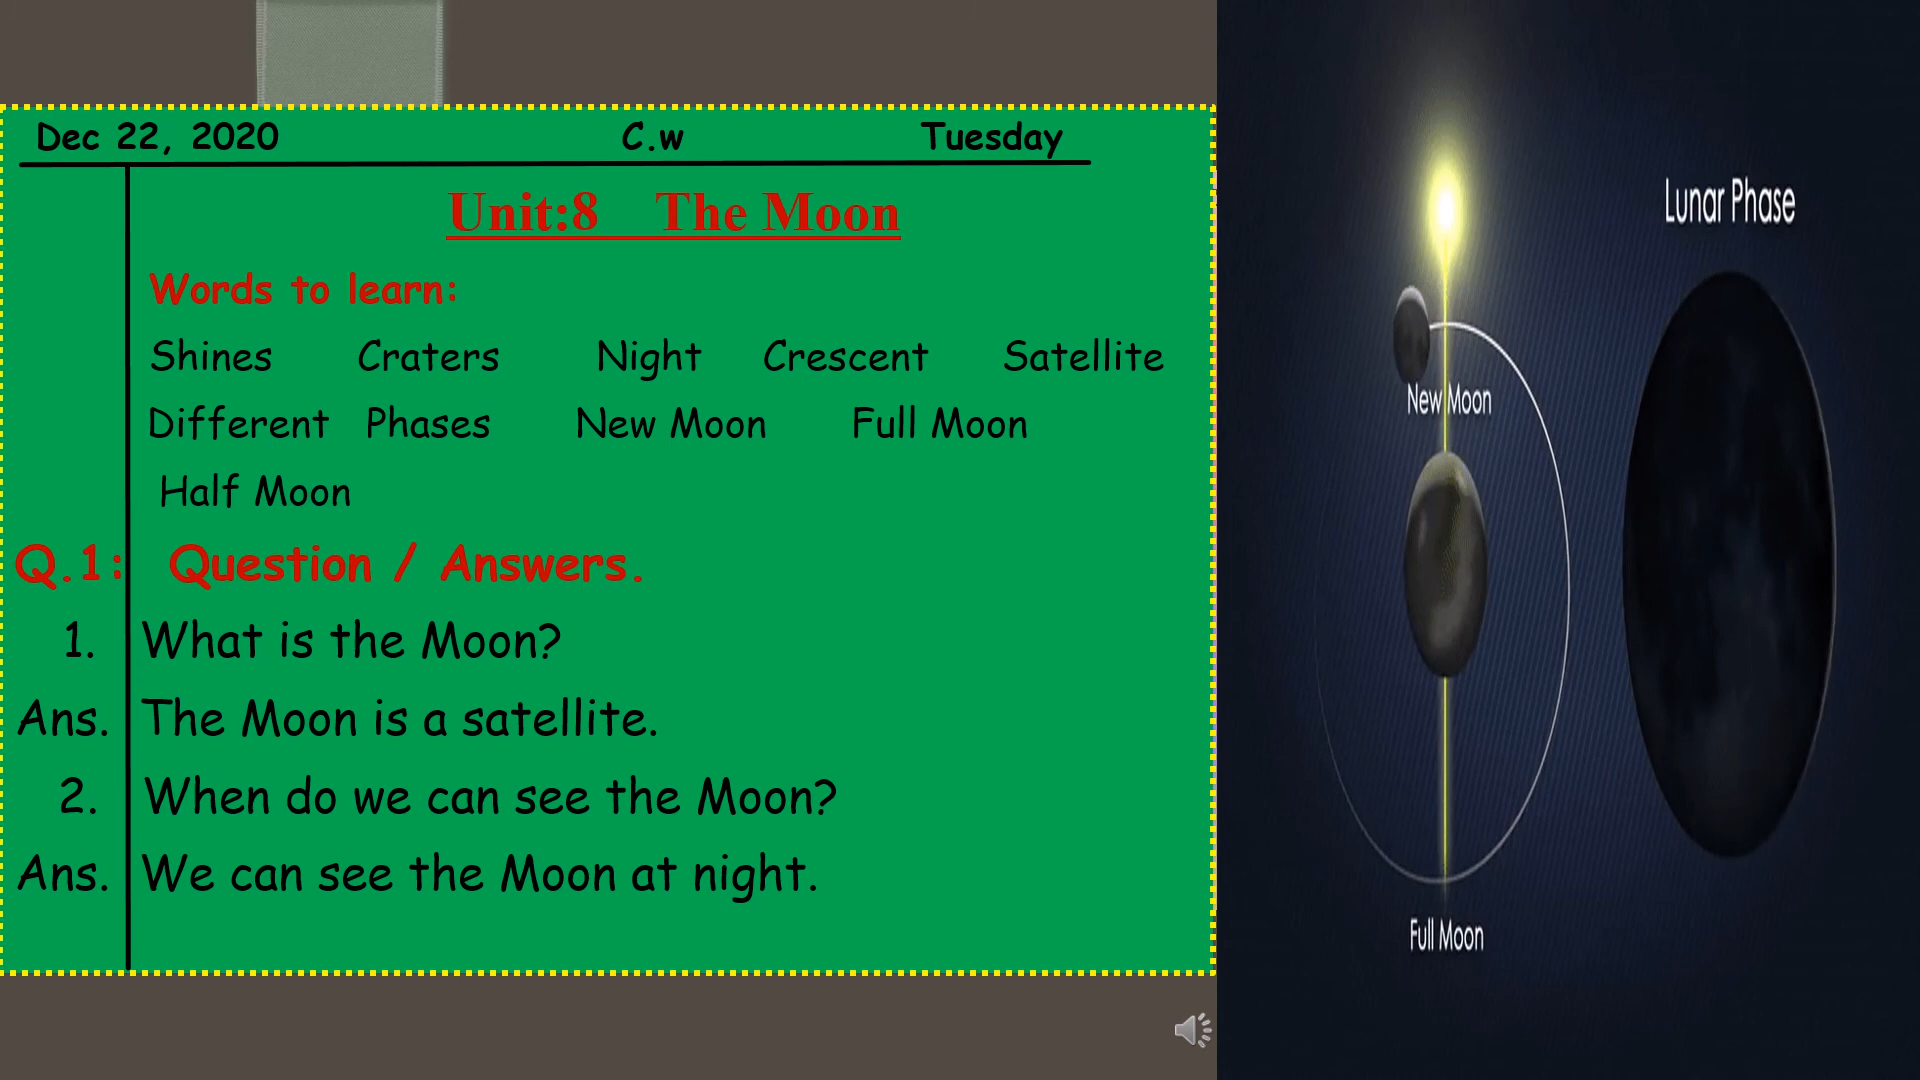 Dec 22, 2020 C.w Tuesday
Unit:8 The Moon
Words to learn:
Shines Craters Night Crescent Satellite
Different Phases New Moon Full Moon
Half Moon
Q.1: Question / Answers.
1. What is the Moon?
Ans. The Moon is a satellite.
2. When do we can see the Moon?
Ans. We can see the Moon at night.
Lunar Phase
New Moon
Full Moon